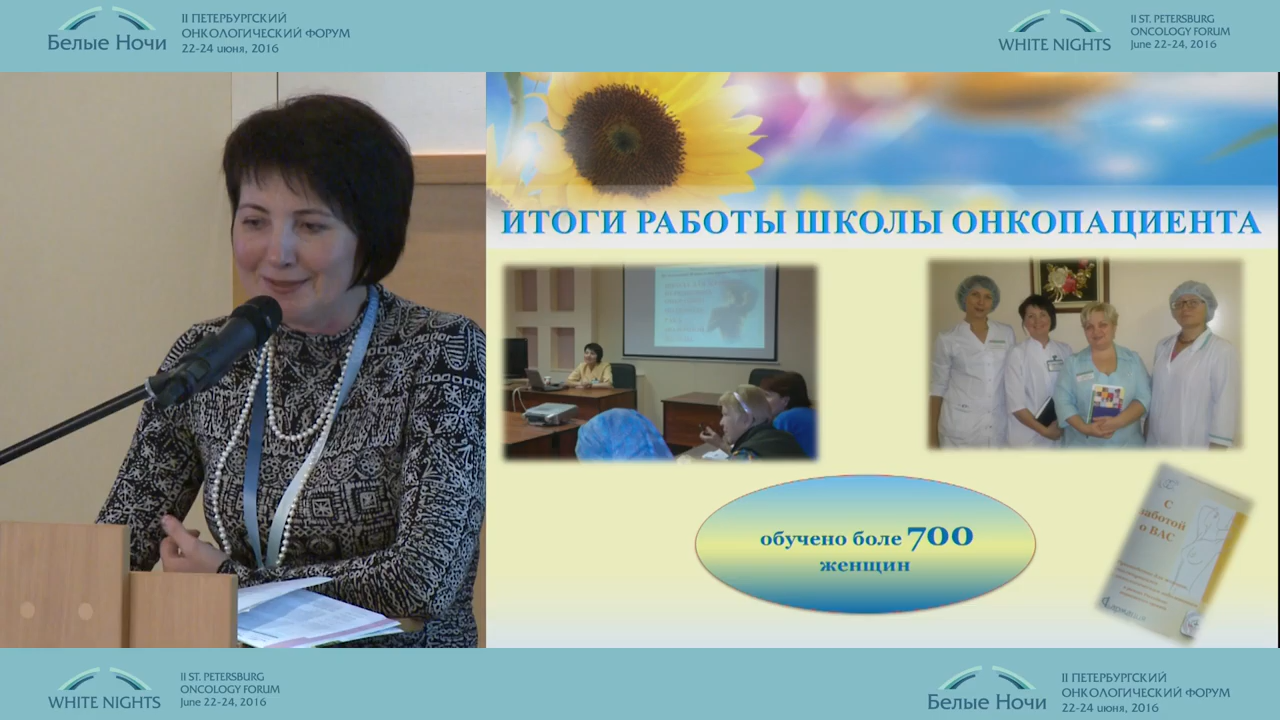 Белые Ночи
II ПЕТЕРБУРГСКИЙ
ОНКОЛОГИЧЕСКИЙ ФОРУМ
22-24 июня, 2016
WHITE NIGHTS
II ST. PETERSBURG
ONCOLOGY FORUM
June 22-24, 2016
ИТОГИ РАБОТЫ ШКОЛЫ ОНКОПАЦИЕНТА
обучено боле 700
женщин
С
заботой
о ВАС
WHITE NIGHTS
II ST. PETERSBURG
ONCOLOGY FORUM
June 22-24, 2016
Белые Ночи
II ПЕТЕРБУРГСКИЙ
ОНКОЛОГИЧЕСКИЙ ФОРУМ
22-24 июня, 2016